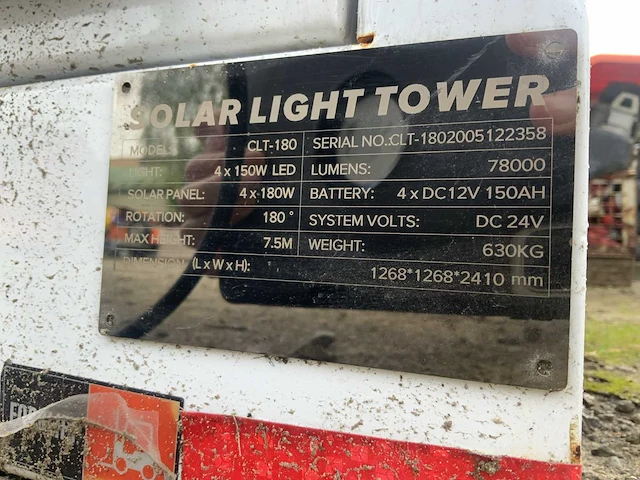 SOLAR LIGHT TOWER
MODEL: CLT-180 SERIAL NO.:CLT-1802005122358
LIGHT: 4 x 150W LED LUMENS: 78000
SOLAR PANEL: 4 x 180W BATTERY: 4 x DC12V 150AH
ROTATION: 180 ° SYSTEM VOLTS: DC 24V
MAX HEIGHT: 7.5M WEIGHT: 630KG
DIMENSION (L x W x H): 1268*1268*2410 mm